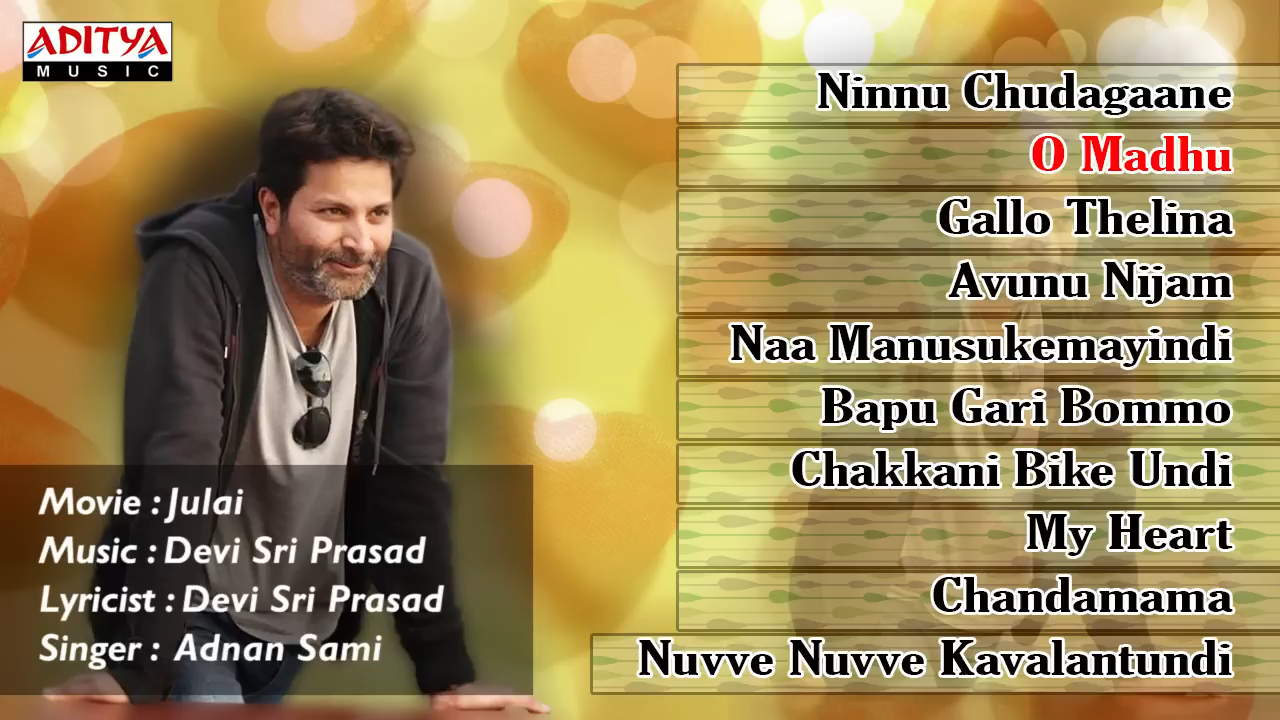 ADITYA
MUSIC
Ninnu Chudagaane
O Madhu
Gallo Thelina
Avunu Nijam
Naa Manusukemayindi
Bapu Gari Bommo
Chakkani Bike Undi
My Heart
Chandamama
Nuvve Nuvve Kavalantundi
Movie : Julai
Music : Devi Sri Prasad
Lyricist : Devi Sri Prasad
Singer : Adnan Sami